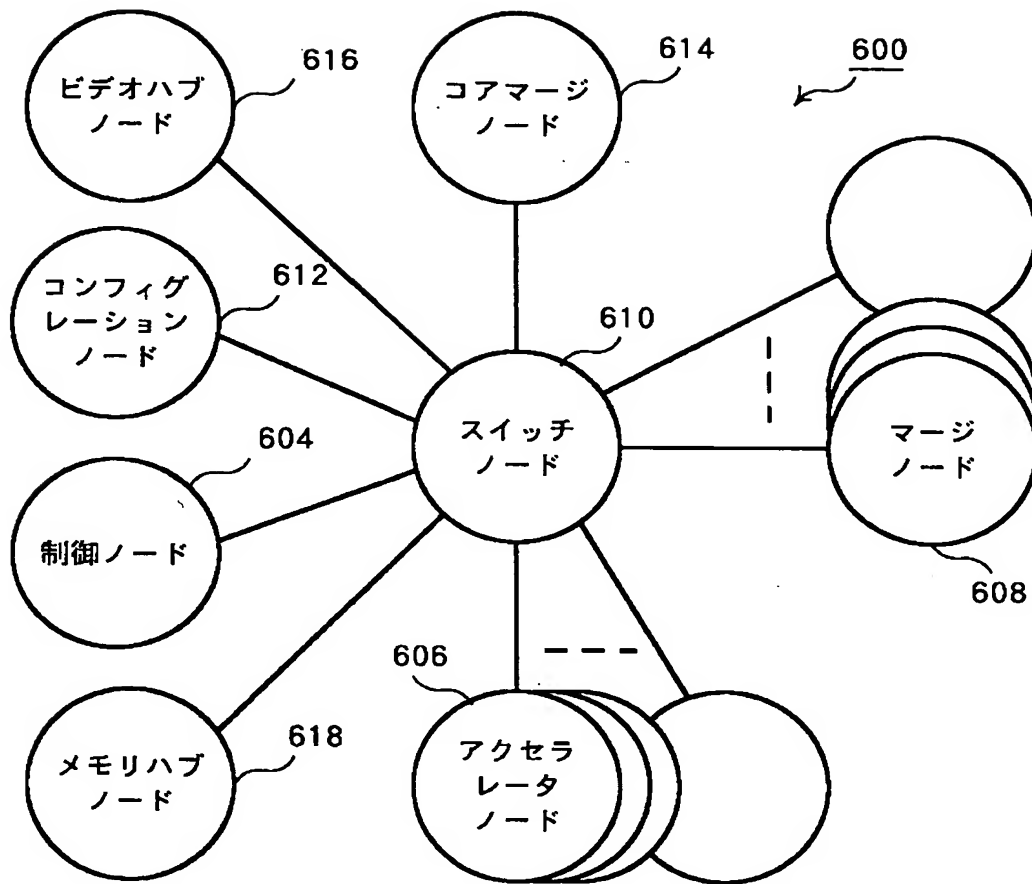 ビデオハブ
ノード
616
コアマージ
ノード
614
600
コンフィグ
レーション
ノード
612
610
スイッチ
ノード
マージ
ノード
608
604
制御ノード
606
アクセラ
レータ
ノード
メモリハブ
ノード
618